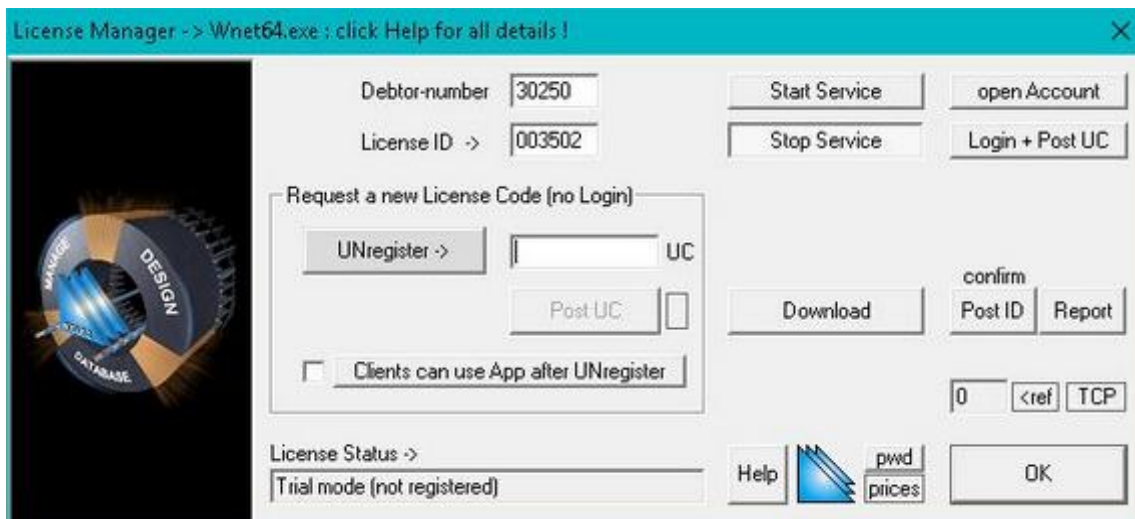 License Manager -> Wnet64.exe : click Help for all details !
Debtor-number 30250 Start Service open Account
License ID -> 003502 Stop Service Login + Post UC
Request a new License Code (no Login)
UNregister -> UC
Post UC
Download
confirm
Post ID Report
Clients can use App after UNregister
0 <ref TCP
License Status ->
Trial mode (not registered)
Help pwd
prices
OK
MANAGE
DESIGN
DATABASE